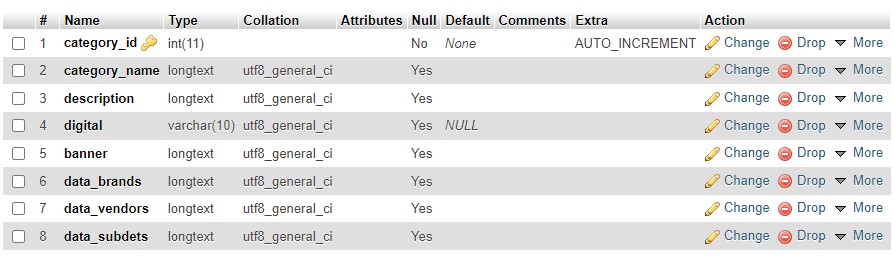 # Name Type Collation Attributes Null Default Comments Extra Action
1 category_id int(11) No None AUTO_INCREMENT Change Drop More
2 category_name longtext utf8_general_ci Yes Change Drop More
3 description longtext utf8_general_ci Yes Change Drop More
4 digital varchar(10) utf8_general_ci Yes NULL Change Drop More
5 banner longtext utf8_general_ci Yes Change Drop More
6 data_brands longtext utf8_general_ci Yes Change Drop More
7 data_vendors longtext utf8_general_ci Yes Change Drop More
8 data_subdets longtext utf8_general_ci Yes Change Drop More